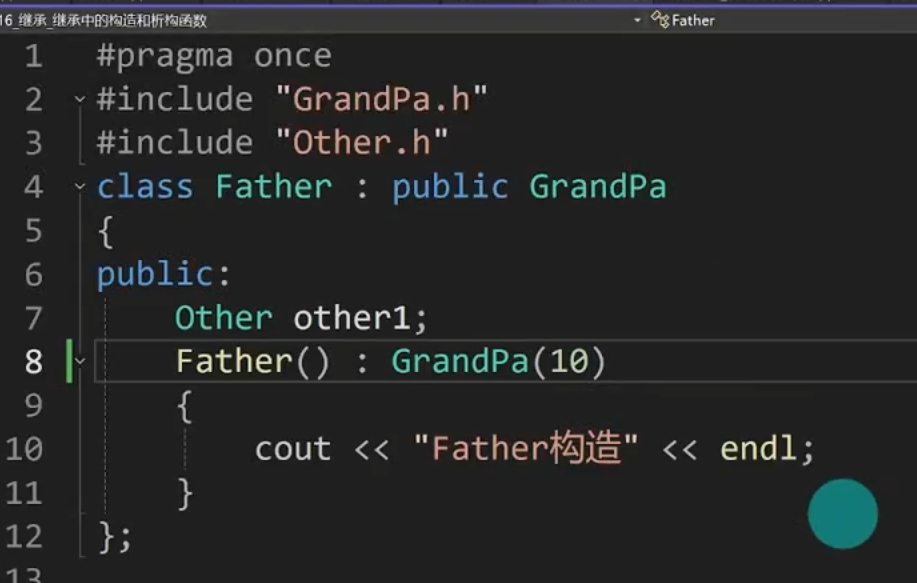 16_继承_继承中的构造和析构函数 Father
1 #pragma once
2 #include "GrandPa.h"
3 #include "Other.h"
4 class Father : public GrandPa
5 {
6 public:
7 Other other1;
8 Father() : GrandPa(10)
9 {
10 cout << "Father构造" << endl;
11 }
12 };
13